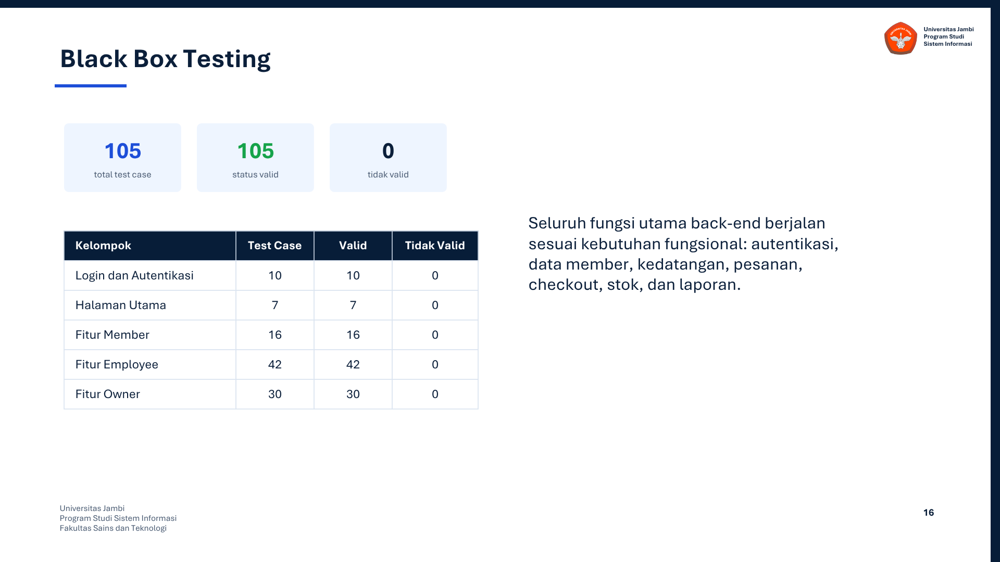 Universitas Jambi
Program Studi
Sistem Informasi
UNIVERSITAS JAMBI
Black Box Testing
105
total test case
105
status valid
0
tidak valid
Kelompok Test Case Valid Tidak Valid
Login dan Autentikasi 10 10 0
Halaman Utama 7 7 0
Fitur Member 16 16 0
Fitur Employee 42 42 0
Fitur Owner 30 30 0
Seluruh fungsi utama back-end berjalan
sesuai kebutuhan fungsional: autentikasi,
data member, kedatangan, pesanan,
checkout, stok, dan laporan.
Universitas Jambi
Program Studi Sistem Informasi
Fakultas Sains dan Teknologi
16